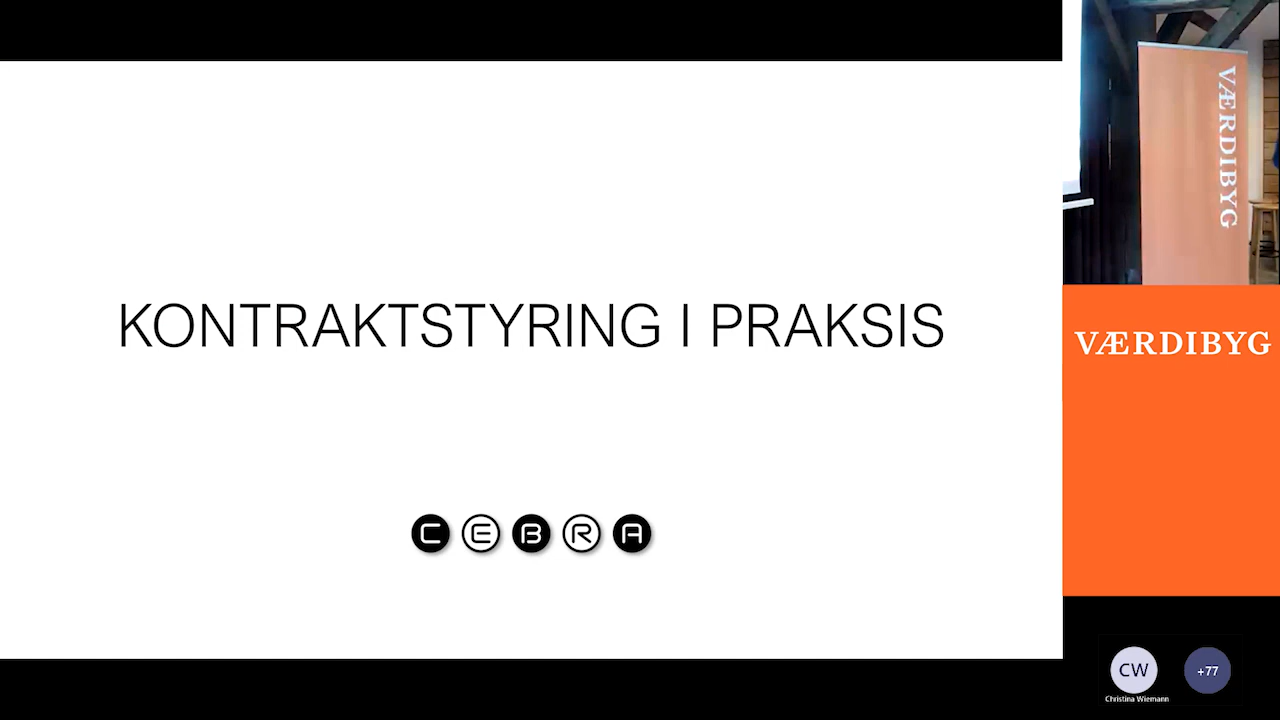 KONTRAKTSTYRING I PRAKSIS
CEBRA
VÆRDIBYG
VÆRDIBYG
CW
+77
Christina Wiemann